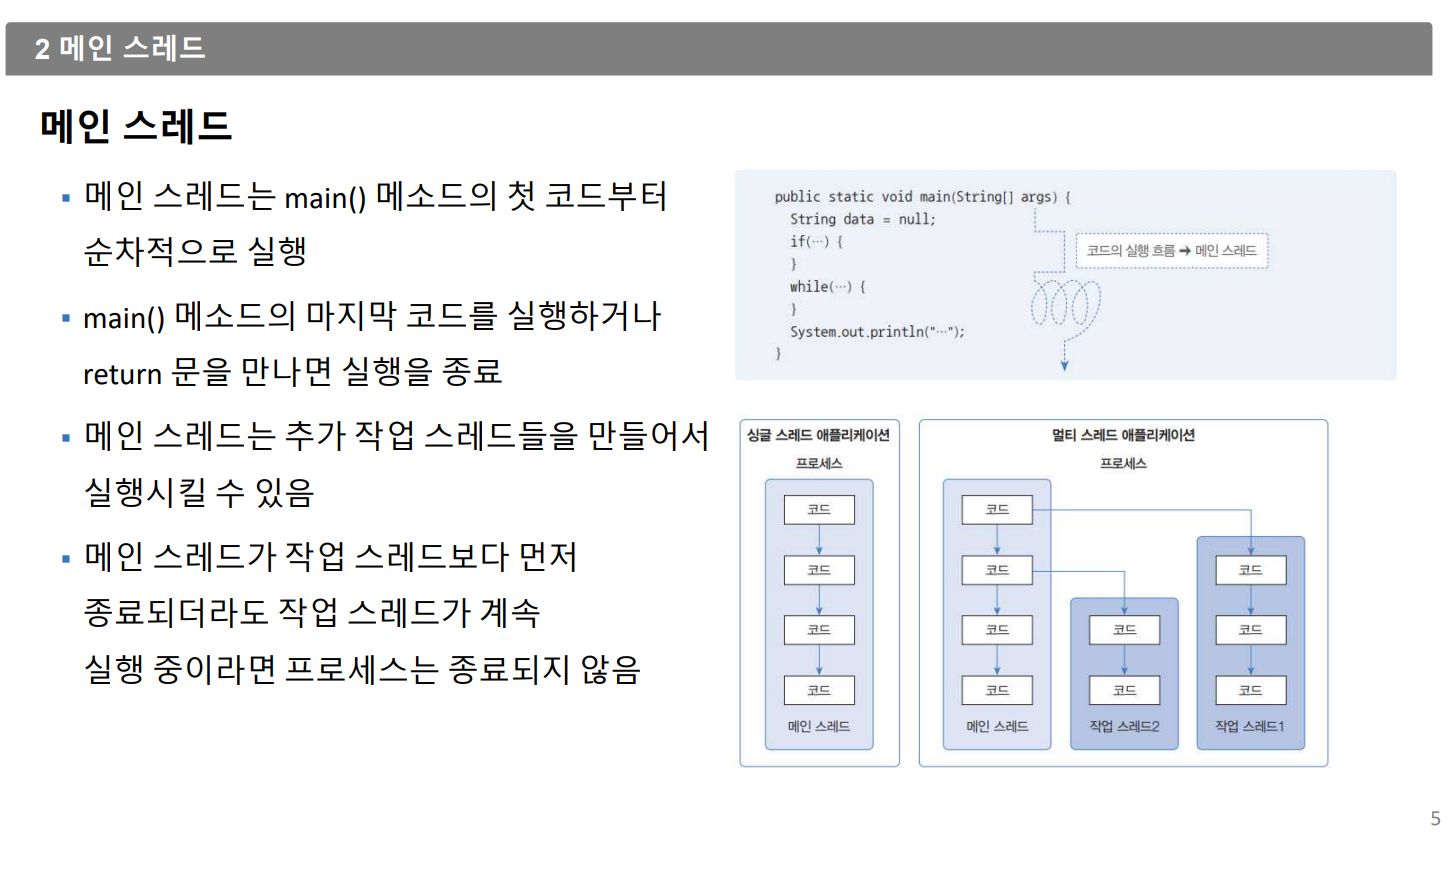 2 메인 스레드
메인 스레드
▪ 메인 스레드는 main() 메소드의 첫 코드부터
순차적으로 실행
▪ main() 메소드의 마지막 코드를 실행하거나
return 문을 만나면 실행을 종료
▪ 메인 스레드는 추가 작업 스레드들을 만들어서
실행시킬 수 있음
▪ 메인 스레드가 작업 스레드보다 먼저
종료되더라도 작업 스레드가 계속
실행 중이라면 프로세스는 종료되지 않음
public static void main(String[] args) {
String data = null;
if(…) {
}
while(…) {
}
System.out.println("…");
}
코드의 실행 흐름 ➔ 메인 스레드
싱글 스레드 애플리케이션
프로세스
코드
코드
코드
코드
메인 스레드
멀티 스레드 애플리케이션
프로세스
코드
코드
코드
코드
메인 스레드
코드
코드
작업 스레드2
코드
코드
코드
작업 스레드1
5